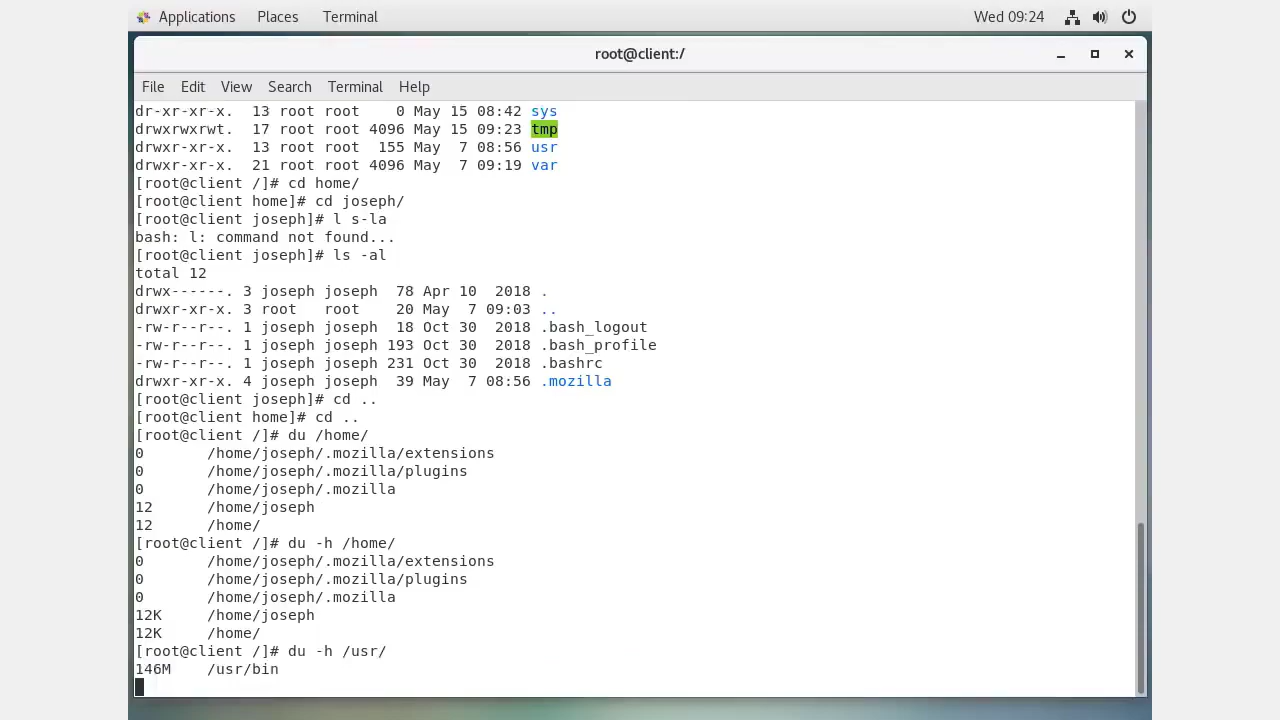 Applications Places Terminal Wed 09:24
root@client:/
File Edit View Search Terminal Help
dr-xr-xr-x.  13 root root    0 May 15 08:42 sys
drwxrwxrwt.  17 root root 4096 May 15 09:23 tmp
drwxr-xr-x.  13 root root  155 May  7 08:56 usr
drwxr-xr-x.  21 root root 4096 May  7 09:19 var
[root@client /]# cd home/
[root@client home]# cd joseph/
[root@client joseph]# l s-la
bash: l: command not found...
[root@client joseph]# ls -al
total 12
drwx------. 3 joseph joseph  78 Apr 10  2018 .
drwxr-xr-x. 3 root   root    20 May  7 09:03 ..
-rw-r--r--. 1 joseph joseph  18 Oct 30  2018 .bash_logout
-rw-r--r--. 1 joseph joseph 193 Oct 30  2018 .bash_profile
-rw-r--r--. 1 joseph joseph 231 Oct 30  2018 .bashrc
drwxr-xr-x. 4 joseph joseph  39 May  7 08:56 .mozilla
[root@client joseph]# cd ..
[root@client home]# cd ..
[root@client /]# du /home/
0       /home/joseph/.mozilla/extensions
0       /home/joseph/.mozilla/plugins
0       /home/joseph/.mozilla
12      /home/joseph
12      /home/
[root@client /]# du -h /home/
0       /home/joseph/.mozilla/extensions
0       /home/joseph/.mozilla/plugins
0       /home/joseph/.mozilla
12K     /home/joseph
12K     /home/
[root@client /]# du -h /usr/
146M    /usr/bin